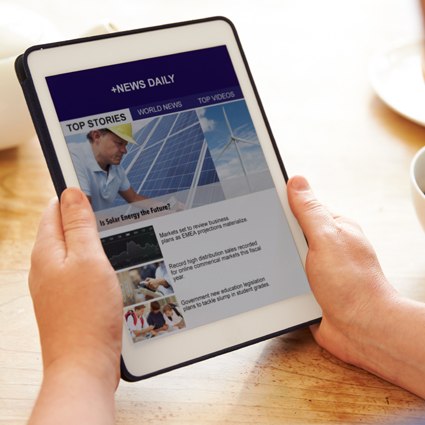 +NEWS DAILY
TOP STORIES
WORLD NEWS
TOP VIDEOS
Is Solar Energy the Future?
Markets set to review business
plans as EMEA projections materialize.
Record high distribution sales recorded
for online commerical markets this fiscal
year.
Government new education legislation
plans to tackle slump in student grades.